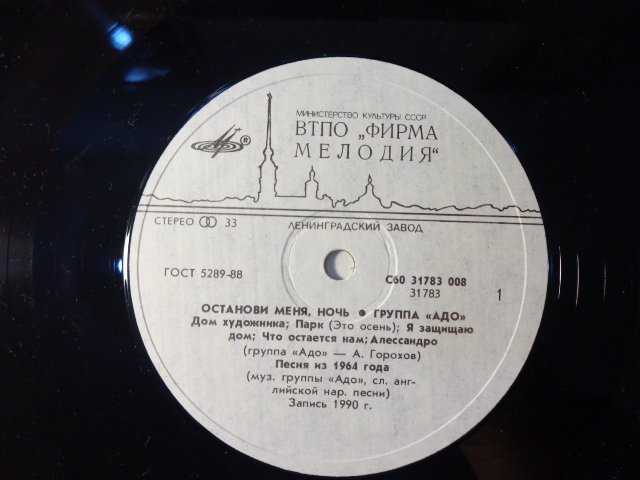 МИНИСТЕРСТВО КУЛЬТУРЫ СССР
ВТПО „ФИРМА
МЕЛОДИЯ“
®
СТЕРЕО 33
ЛЕНИНГРАДСКИЙ ЗАВОД
ГОСТ 5289-88
С60 31783 008
31783
1
ОСТАНОВИ МЕНЯ, НОЧЬ ● ГРУППА «АДО»
Дом художника; Парк (Это осень); Я защищаю
дом; Что остается нам; Алессандро
(группа «Адо» — А. Горохов)
Песня из 1964 года
(муз. группы «Адо», сл. анг-
лийской нар. песни)
Запись 1990 г.